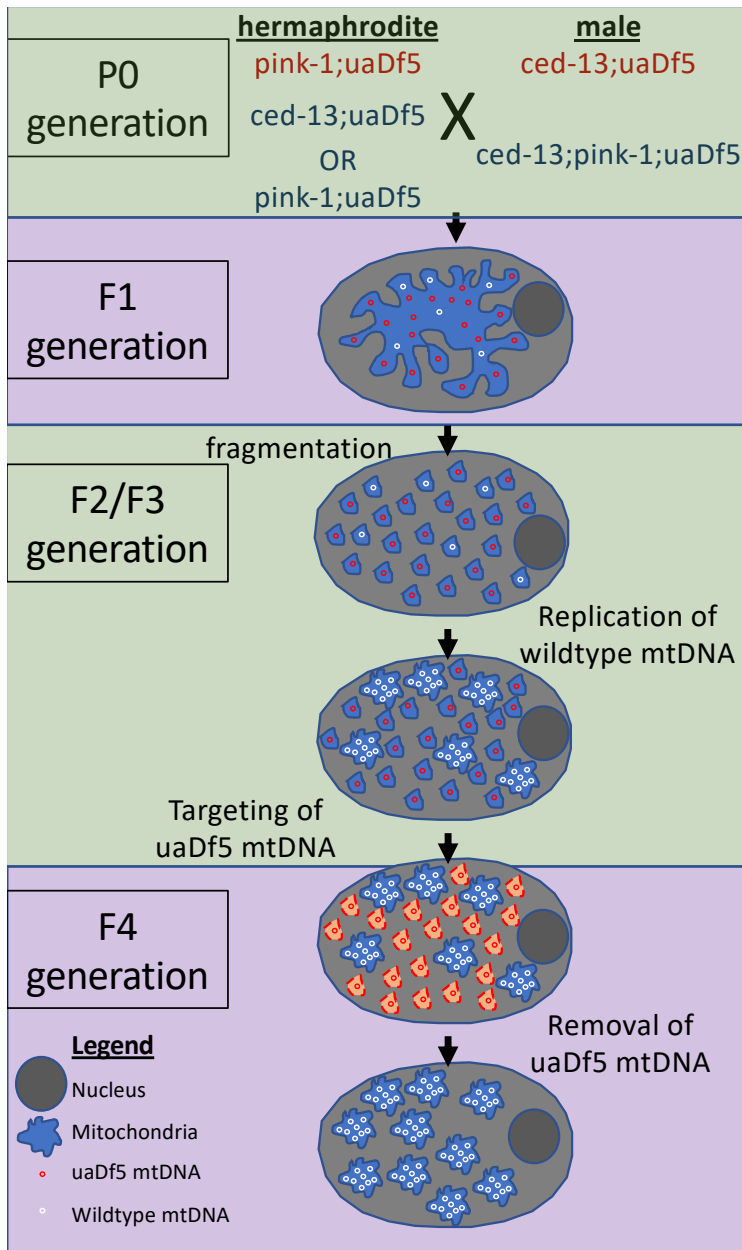 hermaphrodite
male
P0
generation
pink-1;uaDf5
ced-13;uaDf5
ced-13;uaDf5
X
OR
ced-13;pink-1;uaDf5
pink-1;uaDf5
F1
generation
fragmentation
F2/F3
generation
Replication of
wildtype mtDNA
Targeting of
uaDf5 mtDNA
F4
generation
Removal of
uaDf5 mtDNA
Legend
Nucleus
Mitochondria
uaDf5 mtDNA
Wildtype mtDNA